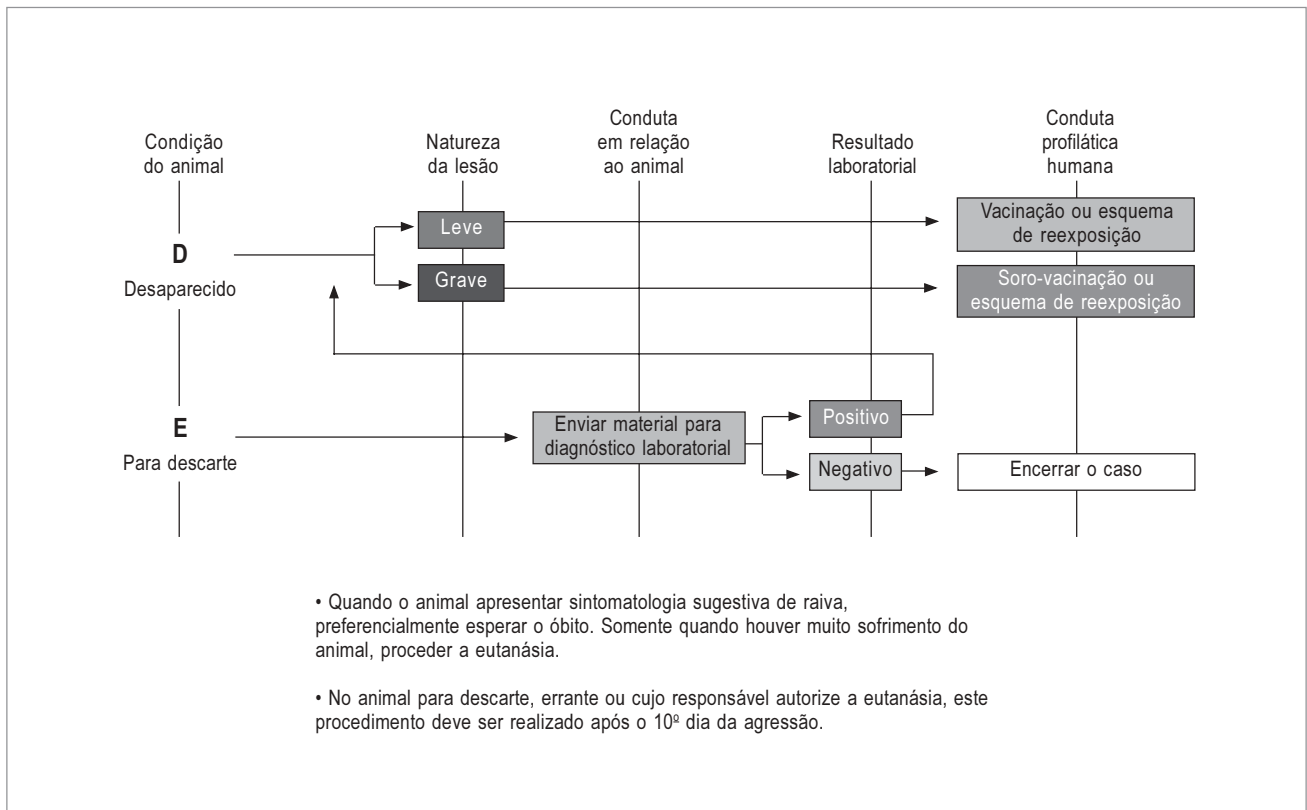 Condição
do animal
Natureza
da lesão
Conduta
em relação
ao animal
Resultado
laboratorial
Conduta
profilática
humana
D
Desaparecido
Leve
Grave
Vacinação ou esquema
de reexposição
Soro-vacinação ou
esquema de reexposição
E
Para descarte
Enviar material para
diagnóstico laboratorial
Positivo
Negativo
Encerrar o caso
• Quando o animal apresentar sintomatologia sugestiva de raiva,
preferencialmente esperar o óbito. Somente quando houver muito sofrimento do
animal, proceder a eutanásia.
• No animal para descarte, errante ou cujo responsável autorize a eutanásia, este
procedimento deve ser realizado após o 10º dia da agressão.